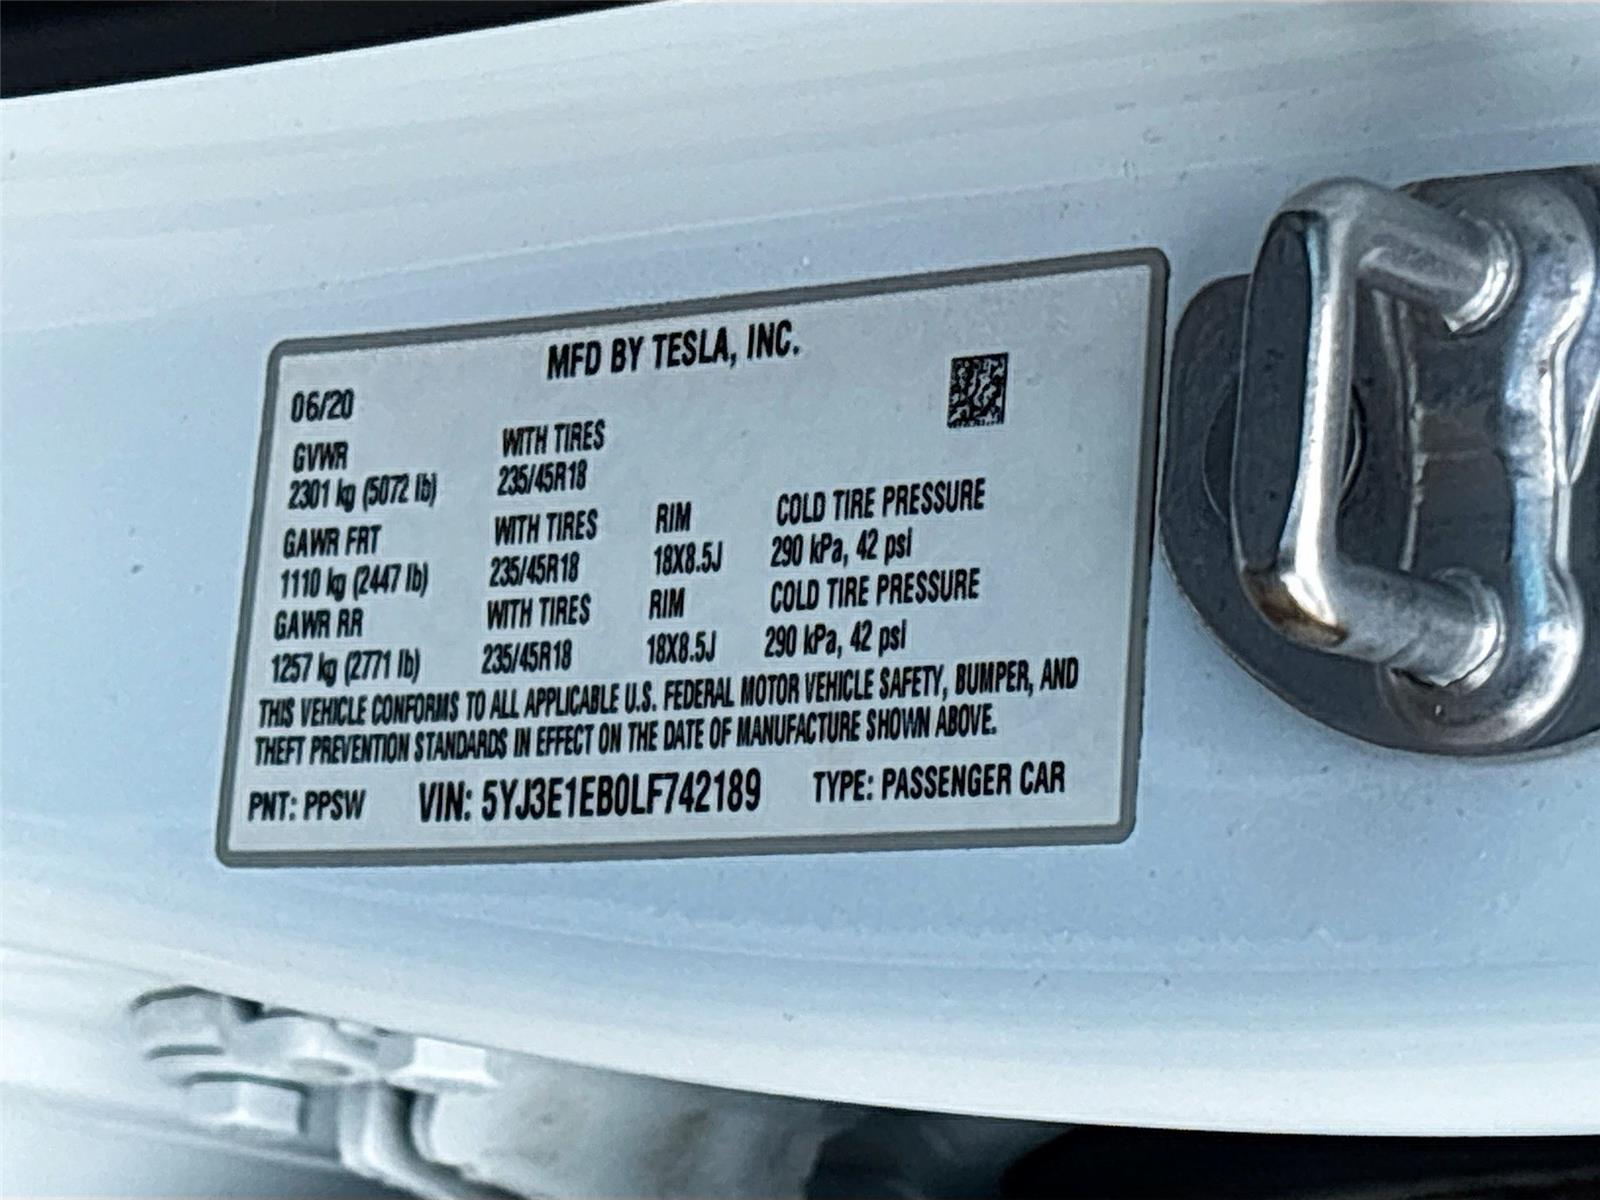 MFD BY TESLA, INC.
06/20
GVWR WITH TIRES
2301 kg (5072 lb) 235/45R18
GAWR FRT WITH TIRES RIM COLD TIRE PRESSURE
1110 kg (2447 lb) 235/45R18 18X8.5J 290 kPa, 42 psi
GAWR RR WITH TIRES RIM COLD TIRE PRESSURE
1257 kg (2771 lb) 235/45R18 18X8.5J 290 kPa, 42 psi
THIS VEHICLE CONFORMS TO ALL APPLICABLE U.S. FEDERAL MOTOR VEHICLE SAFETY, BUMPER, AND
THEFT PREVENTION STANDARDS IN EFFECT ON THE DATE OF MANUFACTURE SHOWN ABOVE.
PNT: PPSW VIN: 5YJ3E1EB0LF742189 TYPE: PASSENGER CAR